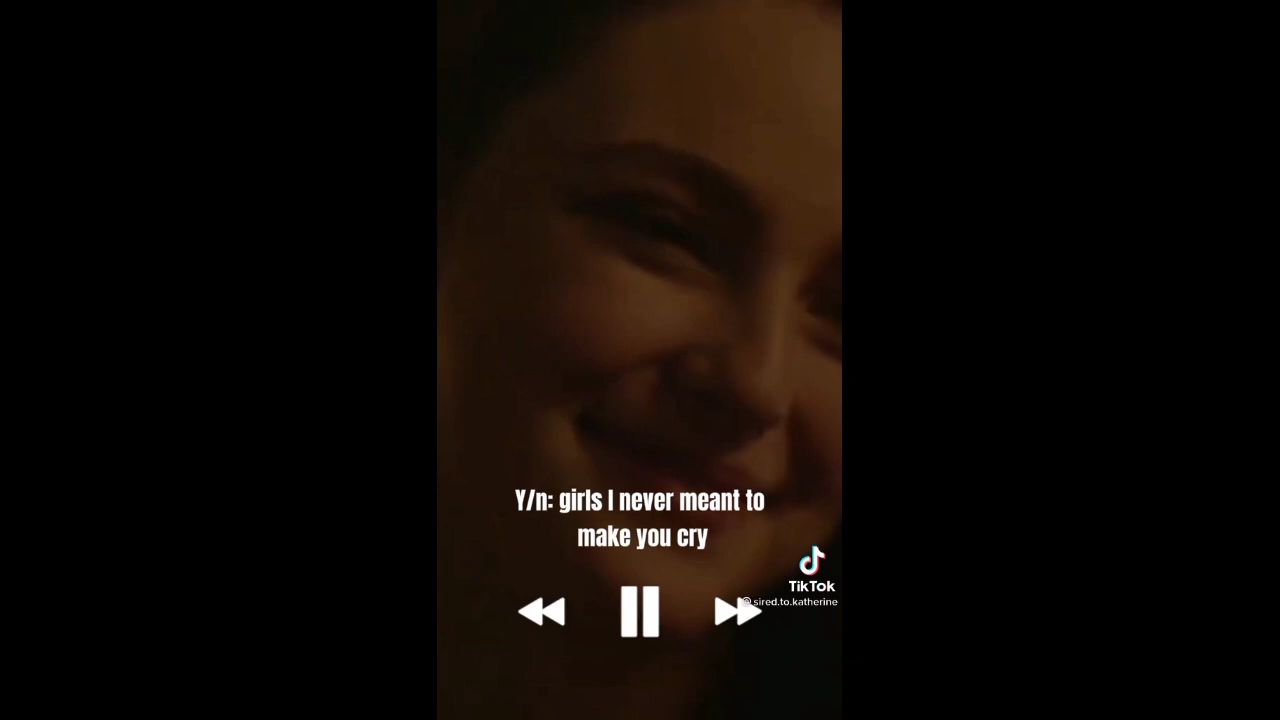 Y/n: girls I never meant to
make you cry
TikTok
@ sired.to.katherine